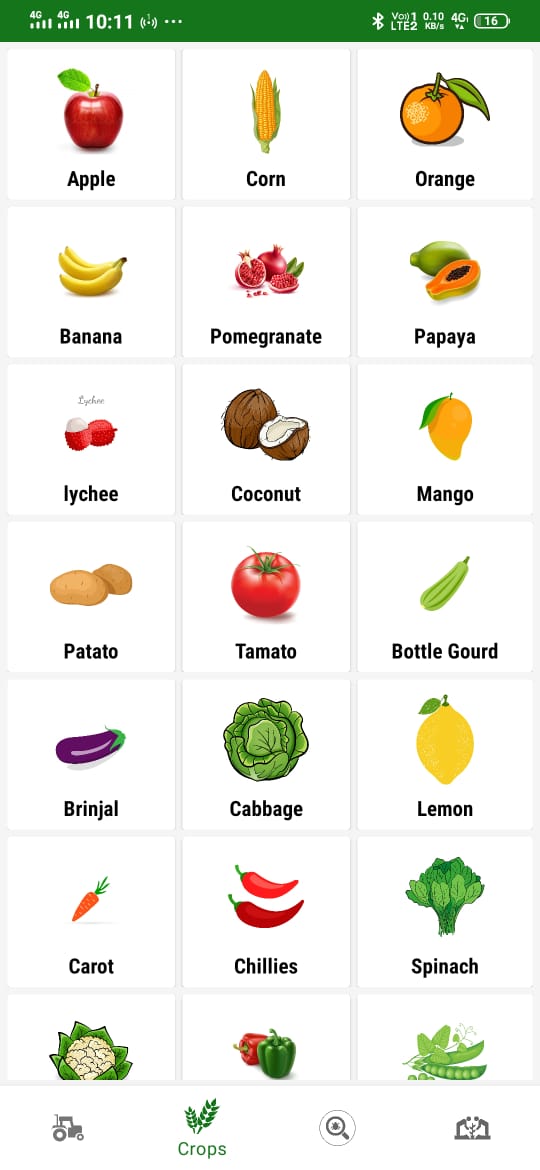 4G 4G 10:11 ··· Vo)) 1 LTE2 0.10 KB/s 4G 16
Apple Corn Orange
Banana Pomegranate Papaya
Lychee
lychee Coconut Mango
Patato Tamato Bottle Gourd
Brinjal Cabbage Lemon
Carot Chillies Spinach
Crops